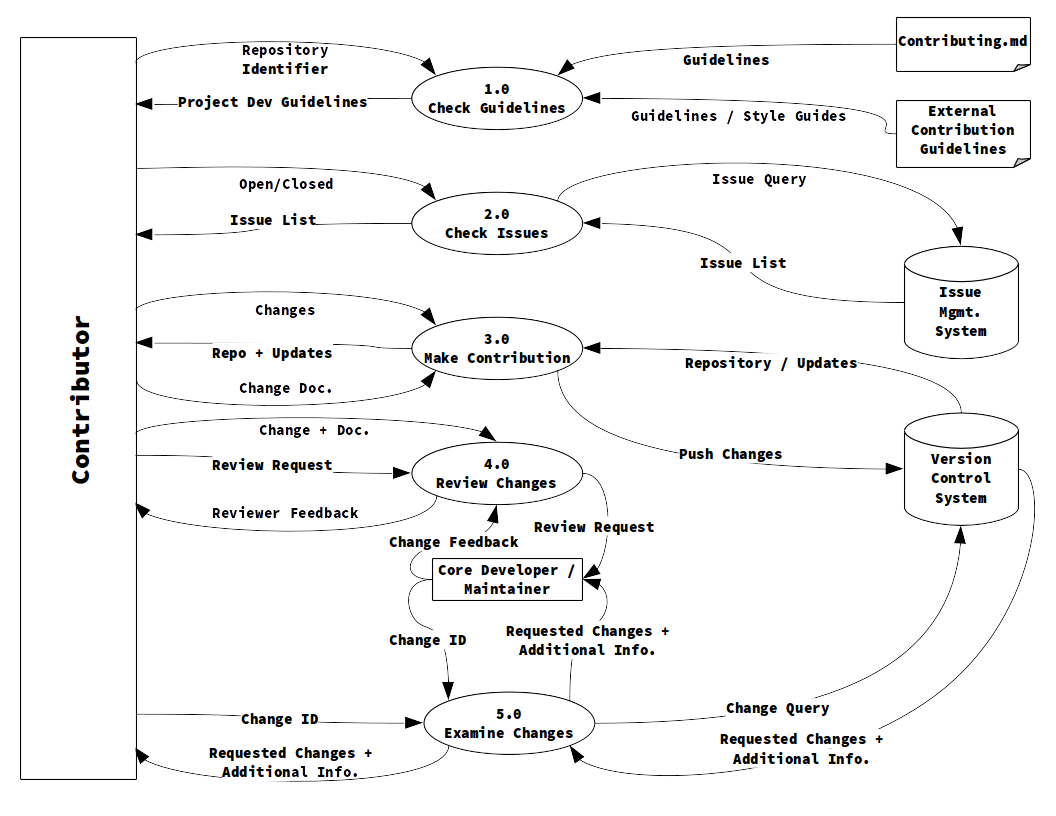 Contributor
Repository
Identifier
Project Dev Guidelines
1.0
Check Guidelines
Guidelines
Contributing.md
Guidelines / Style Guides
External
Contribution
Guidelines
Open/Closed
Issue List
2.0
Check Issues
Issue Query
Issue List
Issue
Mgmt.
System
Changes
Repo + Updates
Change Doc.
3.0
Make Contribution
Repository / Updates
Push Changes
Version
Control
System
Change + Doc.
Review Request
Reviewer Feedback
4.0
Review Changes
Review Request
Change Feedback
Core Developer /
Maintainer
Change ID
Requested Changes +
Additional Info.
Change ID
Requested Changes +
Additional Info.
5.0
Examine Changes
Change Query
Requested Changes +
Additional Info.